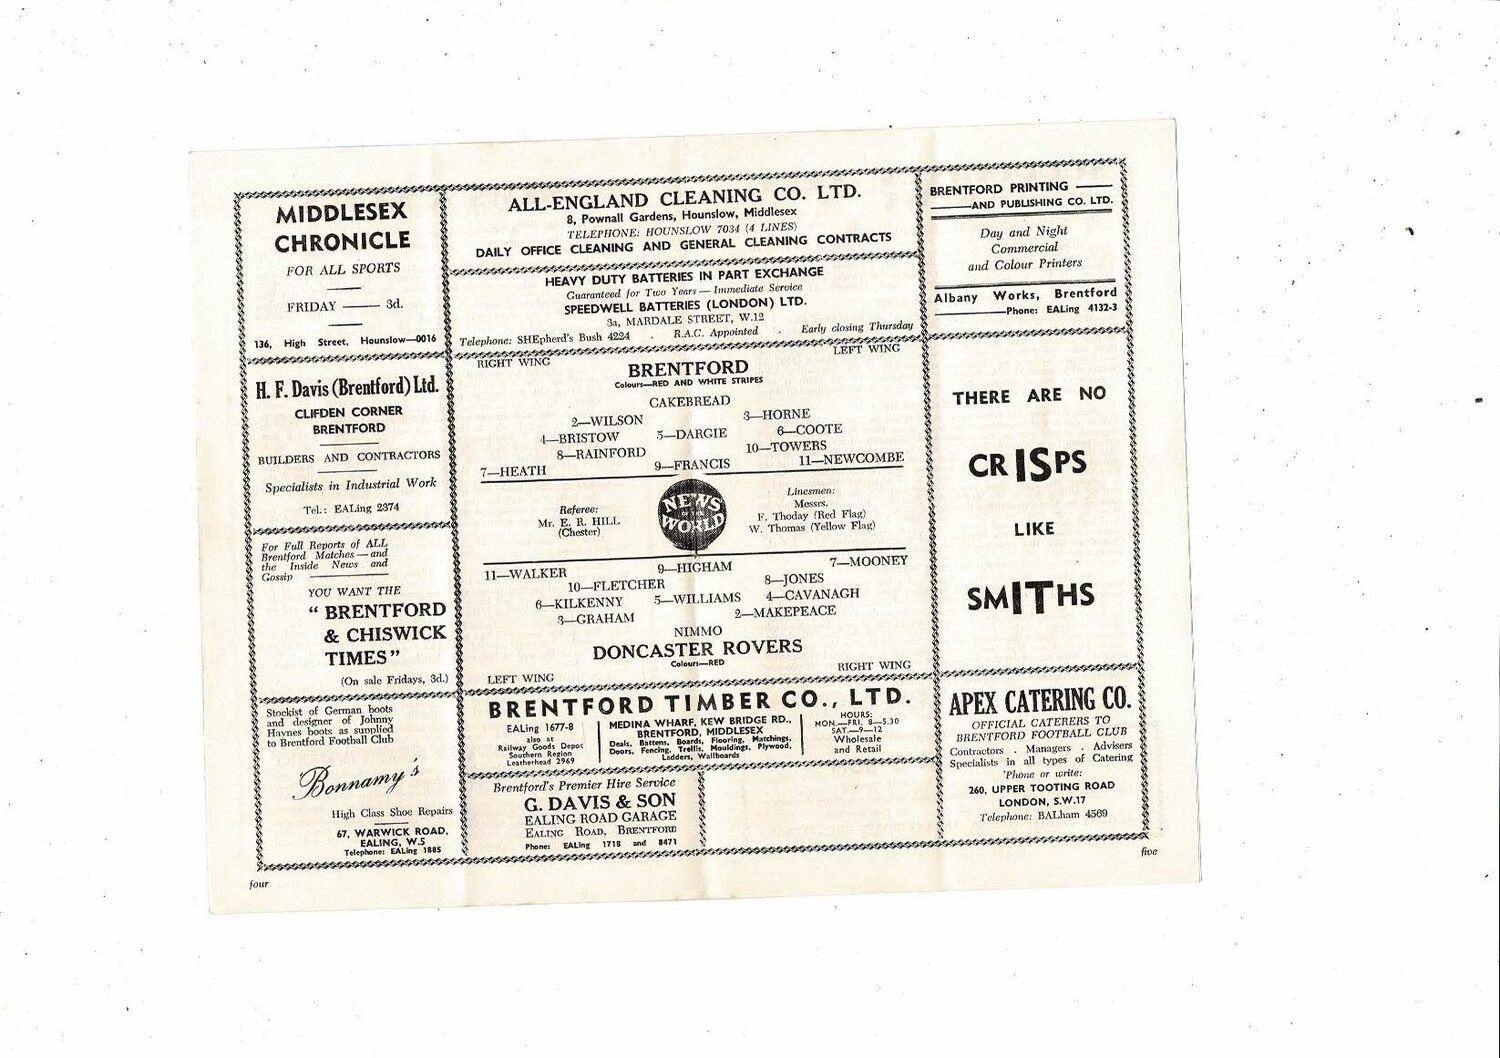 MIDDLESEX
CHRONICLE
FOR ALL SPORTS
FRIDAY —— 3d.
136, High Street, Hounslow—0016
H. F. Davis (Brentford) Ltd.
CLIFDEN CORNER
BRENTFORD
BUILDERS AND CONTRACTORS
Specialists in Industrial Work
Tel.: EALing 2374
For Full Reports of ALL
Brentford Matches — and
the Inside News and
Gossip
YOU WANT THE
" BRENTFORD
& CHISWICK
TIMES"
(On sale Fridays, 3d.)
Stockist of German boots
and designer of Johnny
Haynes boots as supplied
to Brentford Football Club
Bonnamy's
High Class Shoe Repairs
67, WARWICK ROAD,
EALING, W.5
Telephone: EALing 1885
four
ALL-ENGLAND CLEANING CO. LTD.
8, Pownall Gardens, Hounslow, Middlesex
TELEPHONE: HOUNSLOW 7034 (4 LINES)
DAILY OFFICE CLEANING AND GENERAL CLEANING CONTRACTS
HEAVY DUTY BATTERIES IN PART EXCHANGE
Guaranteed for Two Years — Immediate Service
SPEEDWELL BATTERIES (LONDON) LTD.
3a, MARDALE STREET, W.12
Telephone: SHEpherd's Bush 4224 . R.A.C. Appointed . Early closing Thursday
RIGHT WING LEFT WING
BRENTFORD
Colours—RED AND WHITE STRIPES
CAKEBREAD
2—WILSON 3—HORNE
4—BRISTOW 5—DARGIE 6—COOTE
8—RAINFORD 10—TOWERS
7—HEATH 9—FRANCIS 11—NEWCOMBE
Referee:
Mr. E. R. HILL
(Chester)
NEWS
OF THE
WORLD
Linesmen:
Messrs.
F. Thoday (Red Flag)
W. Thomas (Yellow Flag)
11—WALKER 9—HIGHAM 7—MOONEY
10—FLETCHER 8—JONES
6—KILKENNY 5—WILLIAMS 4—CAVANAGH
3—GRAHAM 2—MAKEPEACE
NIMMO
DONCASTER ROVERS
Colours—RED
LEFT WING RIGHT WING
BRENTFORD TIMBER CO., LTD.
EALing 1677-8
also at
Railway Goods Depot
Southern Region
Leatherhead 2969
MEDINA WHARF, KEW BRIDGE RD.,
BRENTFORD, MIDDLESEX
Deals, Battens, Boards, Flooring, Matchings,
Doors, Fencing, Trellis, Mouldings, Plywood,
Ladders, Wallboards
HOURS:
MON.—FRI. 8—5.30
SAT.—9—12
Wholesale
and Retail
Brentford's Premier Hire Service
G. DAVIS & SON
EALING ROAD GARAGE
EALING ROAD, BRENTFORD
Phone: EALing 1718 and 8471
BRENTFORD PRINTING ——
——AND PUBLISHING CO. LTD.
Day and Night
Commercial
and Colour Printers
Albany Works, Brentford
——Phone: EALing 4132-3
THERE ARE NO
CRISPS
LIKE
SMITHS
APEX CATERING CO.
OFFICIAL CATERERS TO
BRENTFORD FOOTBALL CLUB
Contractors . Managers . Advisers
Specialists in all types of Catering
'Phone or write:
260, UPPER TOOTING ROAD
LONDON, S.W.17
Telephone: BALham 4569
five